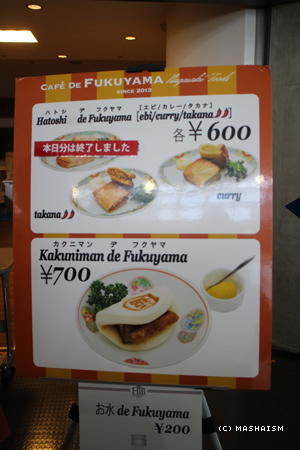 CAFÉ DE FUKUYAMA Nagasaki Food
SINCE 2013
ハトシ デ フクヤマ [エビ/カレー/タカナ]
Hatoshi de Fukuyama [ebi/curry/takana]
各 ¥600
本日分は終了しました
takana
curry
カクニマン デ フクヤマ
Kakuniman de Fukuyama
¥700
お水 de Fukuyama
¥200
(C) MASHAISM